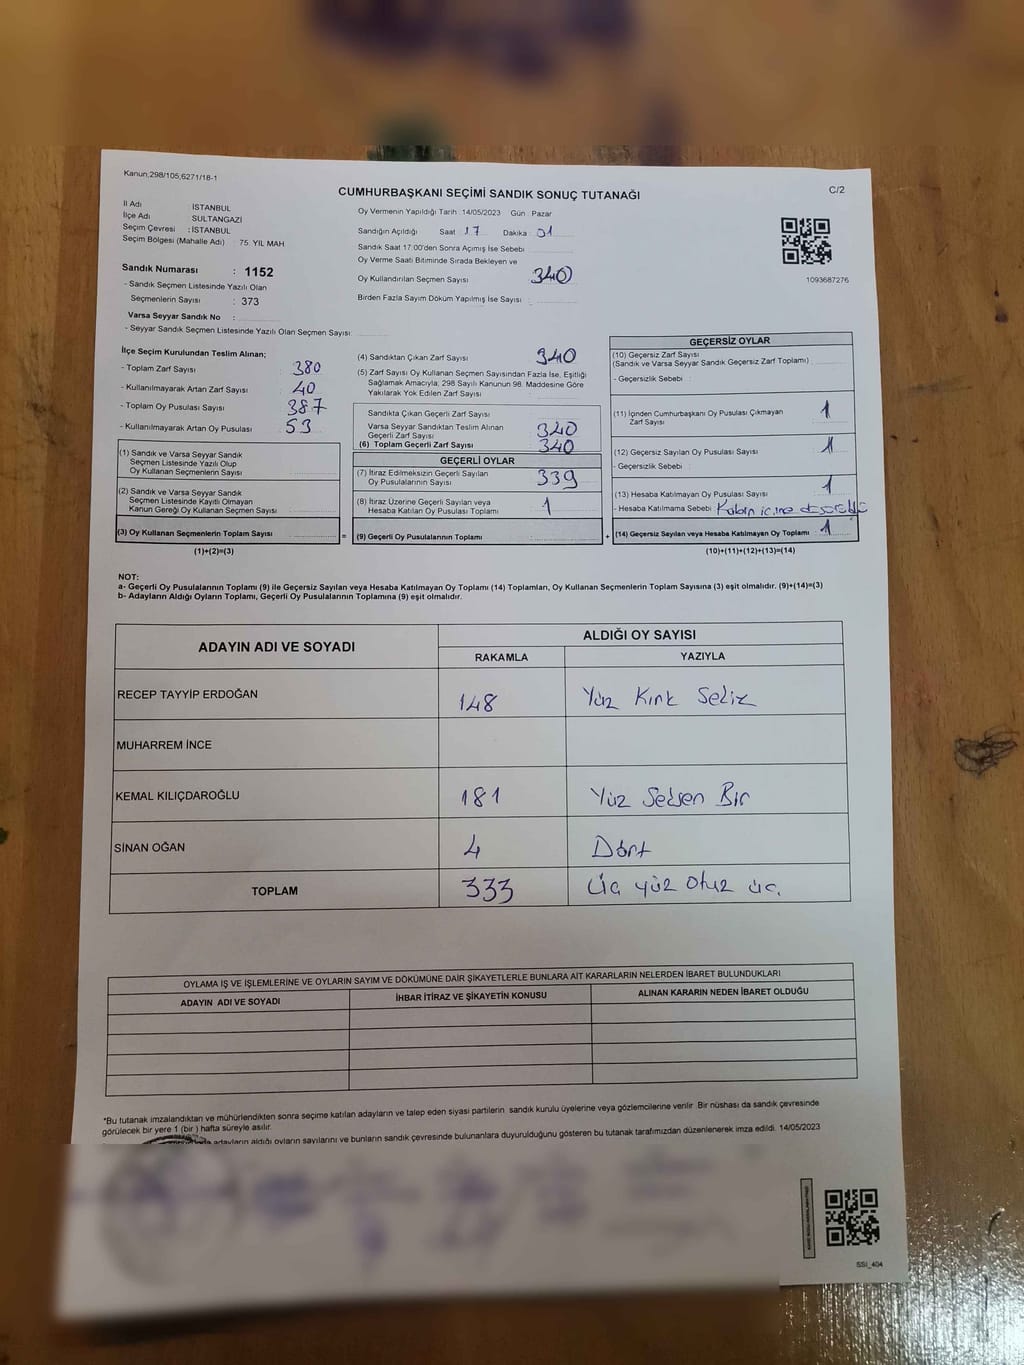 Kanun;298/105,6271/18-1
CUMHURBAŞKANI SEÇİMİ SANDIK SONUÇ TUTANAĞI
C/2
İl Adı : İSTANBUL
İlçe Adı : SULTANGAZİ
Seçim Çevresi : İSTANBUL
Seçim Bölgesi (Mahalle Adı) : 75. YIL MAH
Sandık Numarası : 1152
- Sandık Seçmen Listesinde Yazılı Olan
Seçmenlerin Sayısı : 373
Varsa Seyyar Sandık No :
- Seyyar Sandık Seçmen Listesinde Yazılı Olan Seçmen Sayısı
Oy Vermenin Yapıldığı Tarih : 14/05/2023 Gün : Pazar
Sandığın Açıldığı Saat 17 Dakika : 01
Sandık Saat 17:00'den Sonra Açımış İse Sebebi
Oy Verme Saati Bitiminde Sırada Bekleyen ve
Oy Kullandırılan Seçmen Sayısı 340
Birden Fazla Sayım Döküm Yapılmış İse Sayısı :
1093687276
İlçe Seçim Kurulundan Teslim Alınan;
- Toplam Zarf Sayısı : 380
- Kullanılmayarak Artan Zarf Sayısı : 40
- Toplam Oy Pusulası Sayısı : 387
- Kullanılmayarak Artan Oy Pusulası : 53
(1) Sandık ve Varsa Seyyar Sandık
Seçmen Listesinde Yazılı Olup
Oy Kullanan Seçmenlerin Sayısı
(2) Sandık ve Varsa Seyyar Sandık
Seçmen Listesinde Kayıtlı Olmayan
Kanun Gereği Oy Kullanan Seçmen Sayısı
(3) Oy Kullanan Seçmenlerin Toplam Sayısı
(1)+(2)=(3)
(4) Sandıktan Çıkan Zarf Sayısı 340
(5) Zarf Sayısı Oy Kullanan Seçmen Sayısından Fazla İse, Eşitliği
Sağlamak Amacıyla, 298 Sayılı Kanunun 98. Maddesine Göre
Yakılarak Yok Edilen Zarf Sayısı
Sandıkta Çıkan Geçerli Zarf Sayısı
Varsa Seyyar Sandıktan Teslim Alınan
Geçerli Zarf Sayısı 340
(6) Toplam Geçerli Zarf Sayısı 340
GEÇERLİ OYLAR
(7) İtiraz Edilmeksizin Geçerli Sayılan
Oy Pusulalarının Sayısı 339
(8) İtiraz Üzerine Geçerli Sayılan veya
Hesaba Katılan Oy Pusulası Toplamı 1
= (9) Geçerli Oy Pusulalarının Toplamı
GEÇERSİZ OYLAR
(10) Geçersiz Zarf Sayısı
(Sandık ve Varsa Seyyar Sandık Geçersiz Zarf Toplamı)
- Geçersizlik Sebebi :
(11) İçinden Cumhurbaşkanı Oy Pusulası Çıkmayan
Zarf Sayısı 1
(12) Geçersiz Sayılan Oy Pusulası Sayısı
- Geçersizlik Sebebi :
(13) Hesaba Katılmayan Oy Pusulası Sayısı 1
- Hesaba Katılmama Sebebi
+ (14) Geçersiz Sayılan veya Hesaba Katılmayan Oy Toplamı 1
(10)+(11)+(12)+(13)=(14)
NOT:
a- Geçerli Oy Pusulalarının Toplamı (9) ile Geçersiz Sayılan veya Hesaba Katılmayan Oy Toplamı (14) Toplamları, Oy Kullanan Seçmenlerin Toplam Sayısına (3) eşit olmalıdır. (9)+(14)=(3)
b- Adayların Aldığı Oyların Toplamı, Geçerli Oy Pusulalarının Toplamına (9) eşit olmalıdır.
ADAYIN ADI VE SOYADI
ALDIĞI OY SAYISI
RAKAMLA YAZIYLA
RECEP TAYYİP ERDOĞAN 148 Yüz Kırk Sekiz
MUHARREM İNCE
KEMAL KILIÇDAROĞLU 181 Yüz Seksen Bir
SİNAN OĞAN 4 Dört
TOPLAM 333 Üç yüz Otuz üç.
OYLAMA İŞ VE İŞLEMLERİNE VE OYLARIN SAYIM VE DÖKÜMÜNE DAİR ŞİKAYETLERLE BUNLARA AİT KARARLARIN NELERDEN İBARET BULUNDUKLARI
ADAYIN ADI VE SOYADI İHBAR İTİRAZ VE ŞİKAYETİN KONUSU ALINAN KARARIN NEDEN İBARET OLDUĞU
*Bu tutanak imzalandıktan ve mühürlendikten sonra seçime katılan adayların ve talep eden siyasi partilerin sandık kurulu üyelerine veya gözlemcilerine verilir. Bir nüshası da sandık çevresinde
görülecek bir yere 1 (bir ) hafta süreyle asılır.
adayların aldığı oyların sayılarını ve bunların sandık çevresinde bulunanlara duyurulduğunu gösteren bu tutanak tarafımızdan düzenlenerek imza edildi. 14/05/2023
SSI_404